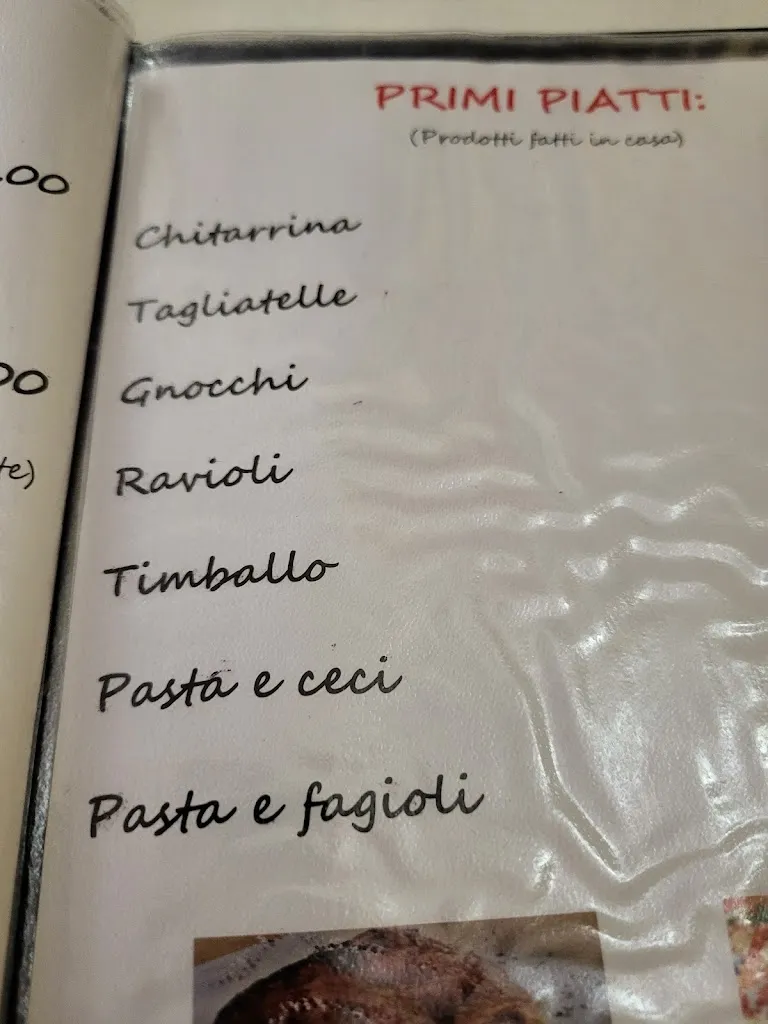 PRIMI PIATTI:
(Prodotti fatti in casa)
Chitarrina
Tagliatelle
Gnocchi
Ravioli
Timballo
Pasta e ceci
Pasta e fagioli